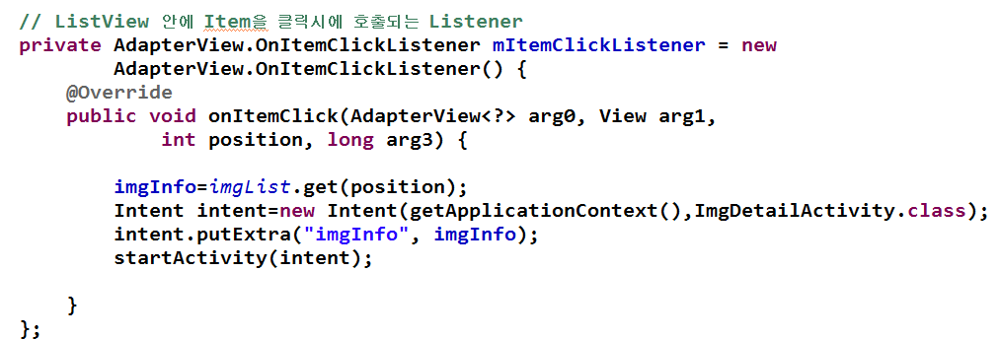 // ListView 안에 Item을 클릭시에 호출되는 Listener
private AdapterView.OnItemClickListener mItemClickListener = new
AdapterView.OnItemClickListener() {
@Override
public void onItemClick(AdapterView<?> arg0, View arg1,
int position, long arg3) {
imgInfo=imgList.get(position);
Intent intent=new Intent(getApplicationContext(),ImgDetailActivity.class);
intent.putExtra("imgInfo", imgInfo);
startActivity(intent);
}
};